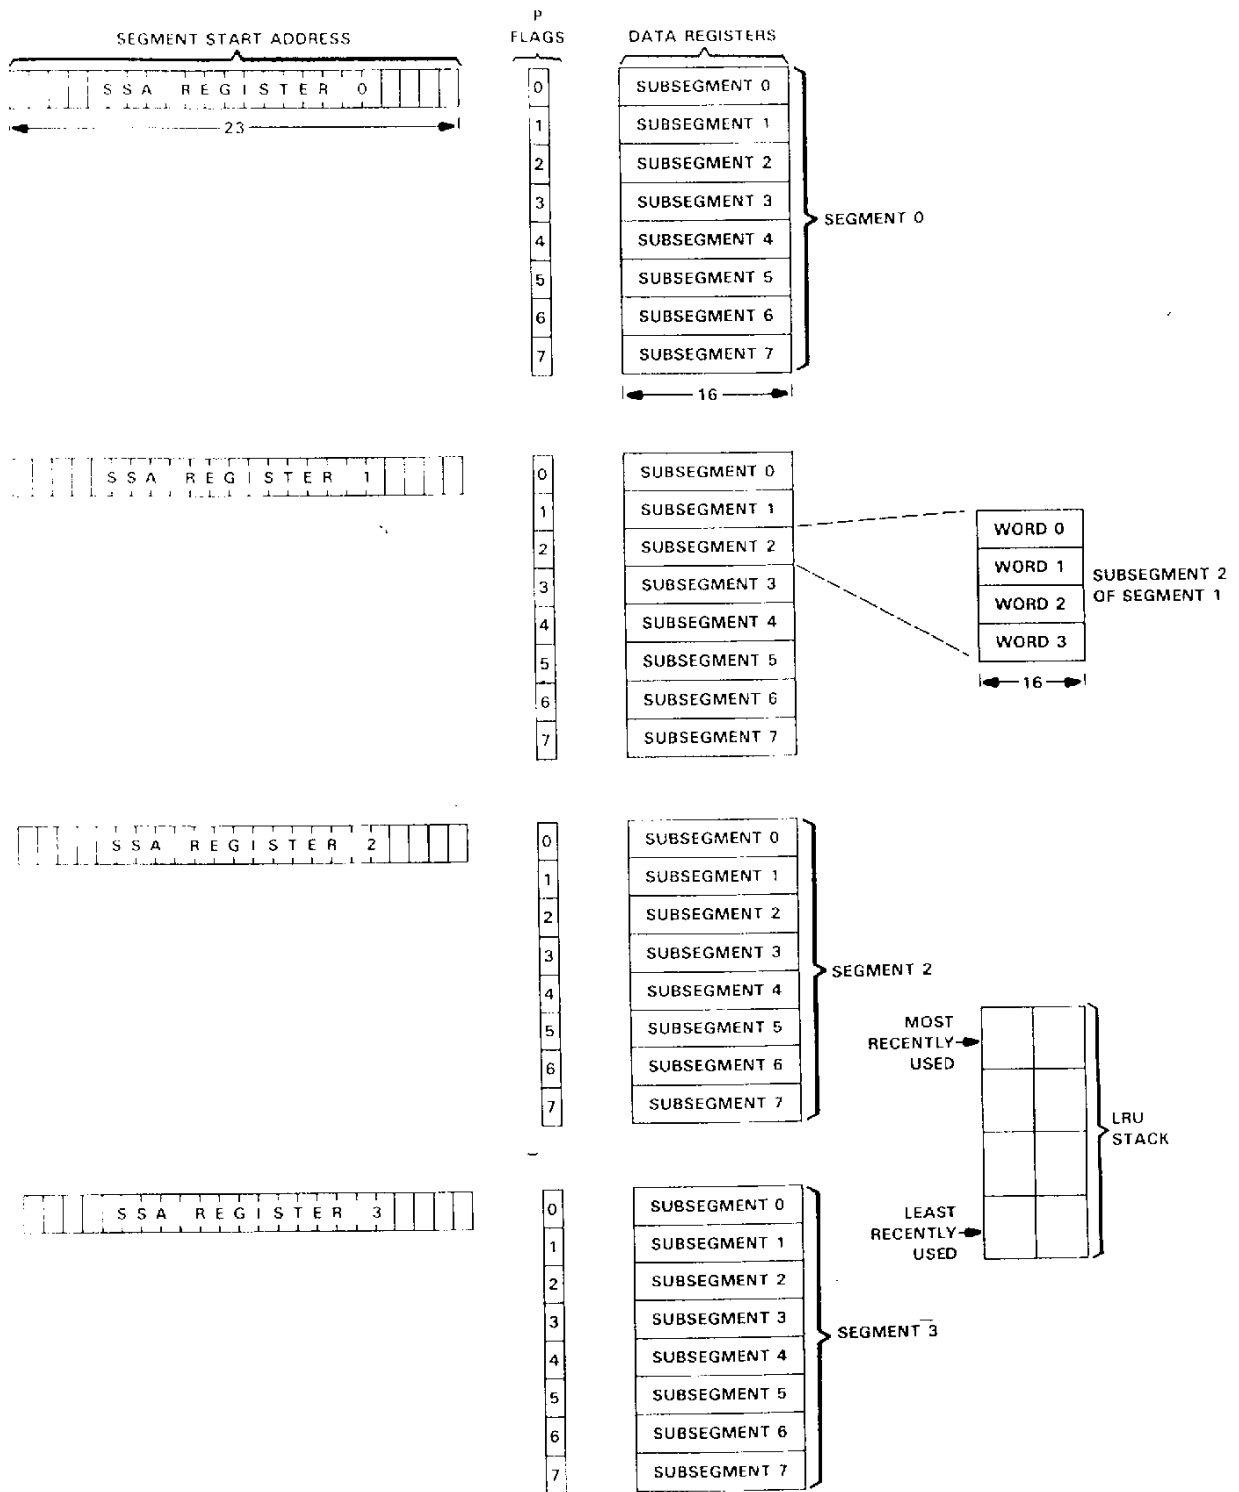 SEGMENT START ADDRESS
P
FLAGS
DATA REGISTERS
SSA REGISTER 0
23
0
1
2
3
4
5
6
7
SUBSEGMENT 0
SUBSEGMENT 1
SUBSEGMENT 2
SUBSEGMENT 3
SUBSEGMENT 4
SUBSEGMENT 5
SUBSEGMENT 6
SUBSEGMENT 7
SEGMENT 0
16
SSA REGISTER 1
0
1
2
3
4
5
6
7
SUBSEGMENT 0
SUBSEGMENT 1
SUBSEGMENT 2
SUBSEGMENT 3
SUBSEGMENT 4
SUBSEGMENT 5
SUBSEGMENT 6
SUBSEGMENT 7
WORD 0
WORD 1
WORD 2
WORD 3
SUBSEGMENT 2
OF SEGMENT 1
16
SSA REGISTER 2
0
1
2
3
4
5
6
7
SUBSEGMENT 0
SUBSEGMENT 1
SUBSEGMENT 2
SUBSEGMENT 3
SUBSEGMENT 4
SUBSEGMENT 5
SUBSEGMENT 6
SUBSEGMENT 7
SEGMENT 2
MOST
RECENTLY
USED
LRU
STACK
LEAST
RECENTLY
USED
SSA REGISTER 3
0
1
2
3
4
5
6
7
SUBSEGMENT 0
SUBSEGMENT 1
SUBSEGMENT 2
SUBSEGMENT 3
SUBSEGMENT 4
SUBSEGMENT 5
SUBSEGMENT 6
SUBSEGMENT 7
SEGMENT 3